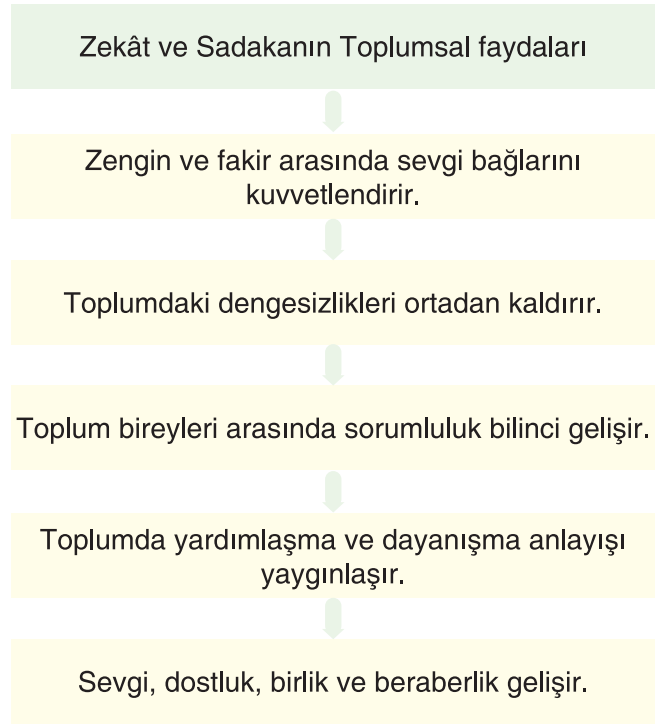 Zekât ve Sadakanın Toplumsal faydaları
Zengin ve fakir arasında sevgi bağlarını
kuvvetlendirir.
Toplumdaki dengesizlikleri ortadan kaldırır.
Toplum bireyleri arasında sorumluluk bilinci gelişir.
Toplumda yardımlaşma ve dayanışma anlayışı
yaygınlaşır.
Sevgi, dostluk, birlik ve beraberlik gelişir.